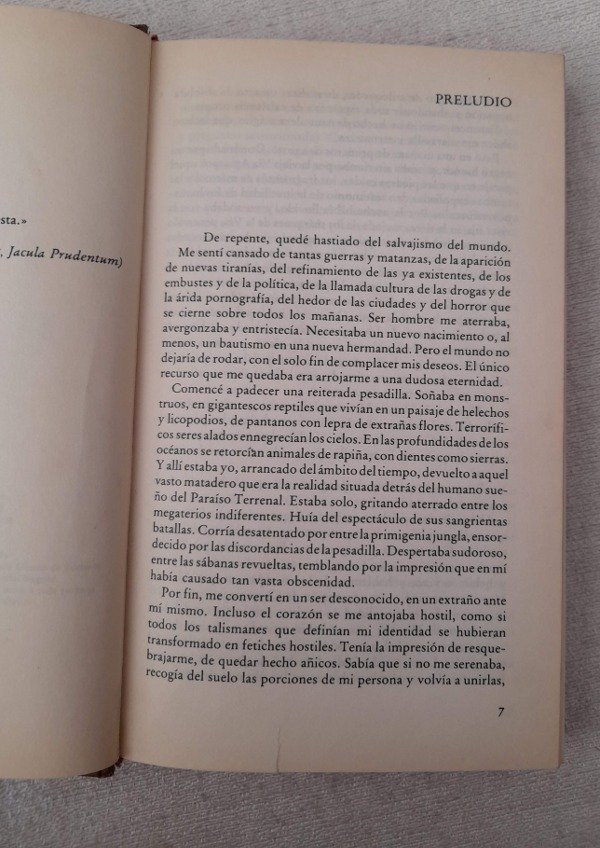 sta.»
, Jacula Prudentum)
PRELUDIO
De repente, quedé hastiado del salvajismo del mundo.
Me sentí cansado de tantas guerras y matanzas, de la aparición
de nuevas tiranías, del refinamiento de las ya existentes, de los
embustes y de la política, de la llamada cultura de las drogas y de
la árida pornografía, del hedor de las ciudades y del horror que
se cierne sobre todos los mañanas. Ser hombre me aterraba,
avergonzaba y entristecía. Necesitaba un nuevo nacimiento o, al
menos, un bautismo en una nueva hermandad. Pero el mundo no
dejaría de rodar, con el solo fin de complacer mis deseos. El único
recurso que me quedaba era arrojarme a una dudosa eternidad.
Comencé a padecer una reiterada pesadilla. Soñaba en mons-
truos, en gigantescos reptiles que vivían en un paisaje de helechos
y licopodios, de pantanos con lepra de extrañas flores. Terrorífi-
cos seres alados ennegrecían los cielos. En las profundidades de los
océanos se retorcían animales de rapiña, con dientes como sierras.
Y allí estaba yo, arrancado del ámbito del tiempo, devuelto a aquel
vasto matadero que era la realidad situada detrás del humano sue-
ño del Paraíso Terrenal. Estaba solo, gritando aterrado entre los
megaterios indiferentes. Huía del espectáculo de sus sangrientas
batallas. Corría desatentado por entre la primigenia jungla, ensor-
decido por las discordancias de la pesadilla. Despertaba sudoroso,
entre las sábanas revueltas, temblando por la impresión que en mí
había causado tan vasta obscenidad.
Por fin, me convertí en un ser desconocido, en un extraño ante
mí mismo. Incluso el corazón se me antojaba hostil, como si
todos los talismanes que definían mi identidad se hubieran
transformado en fetiches hostiles. Tenía la impresión de resque-
brajarme, de quedar hecho añicos. Sabía que si no me serenaba,
recogía del suelo las porciones de mi persona y volvía a unirlas,
7